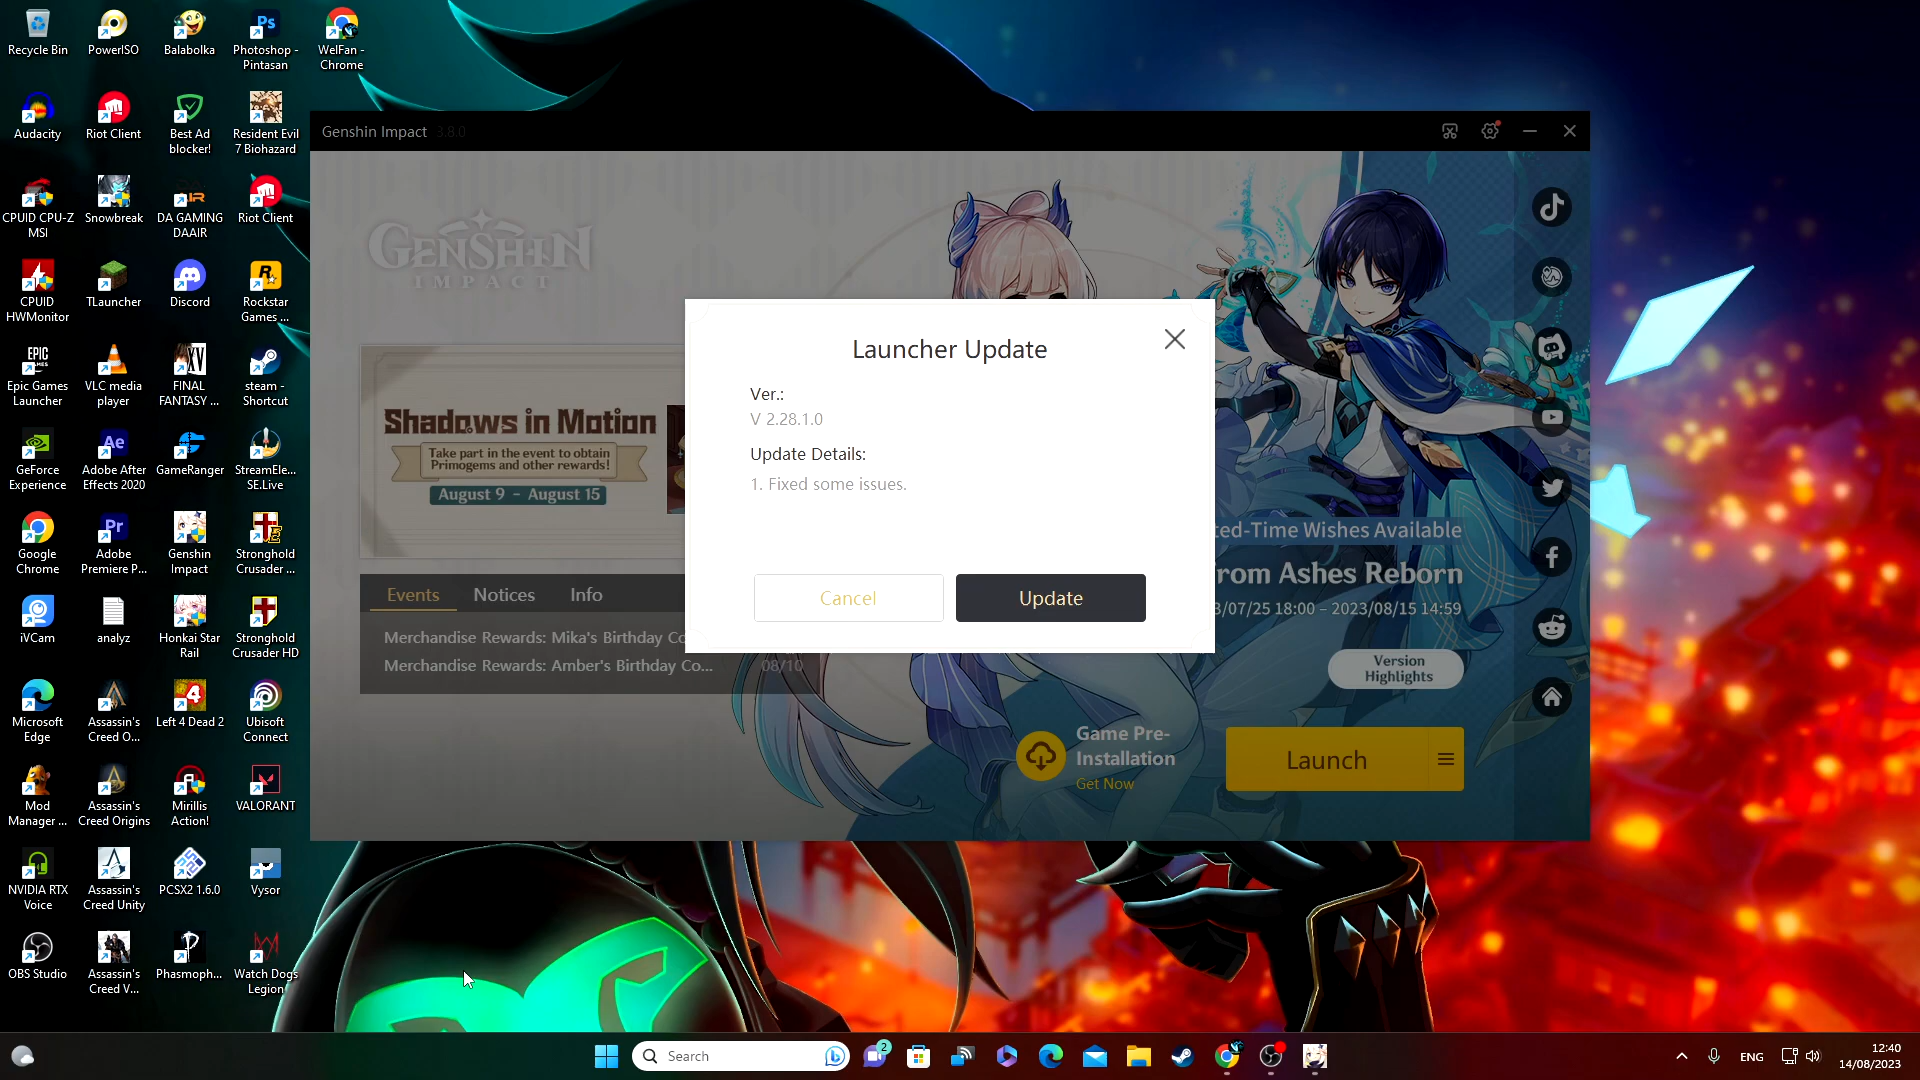 Recycle Bin
PowerISO
Balabolka
Photoshop -
Pintasan
WelFan -
Chrome
Audacity
Riot Client
Best Ad
blocker!
Resident Evil
7 Biohazard
CPUID CPU-Z
MSI
Snowbreak
DA GAMING
DAAIR
Riot Client
CPUID
HWMonitor
TLauncher
Discord
Rockstar
Games ...
Epic Games
Launcher
VLC media
player
FINAL
FANTASY ...
steam -
Shortcut
GeForce
Experience
Adobe After
Effects 2020
GameRanger
StreamEle...
SE.Live
Google
Chrome
Adobe
Premiere P...
Genshin
Impact
Stronghold
Crusader ...
iVCam
analyz
Honkai Star
Rail
Stronghold
Crusader HD
Microsoft
Edge
Assassin's
Creed O...
Left 4 Dead 2
Ubisoft
Connect
Mod
Manager ...
Assassin's
Creed Origins
Mirillis
Action!
VALORANT
NVIDIA RTX
Voice
Assassin's
Creed Unity
PCSX2 1.6.0
Vysor
OBS Studio
Assassin's
Creed V...
Phasmoph...
Watch Dogs
Legion
Genshin Impact 3.8.0
GENSHIN
IMPACT
Shadows in Motion
Take part in the event to obtain
Primogems and other rewards!
August 9 – August 15
Events Notices Info
Merchandise Rewards: Mika's Birthday Co
Merchandise Rewards: Amber's Birthday Co... 08/10
Launcher Update
Ver.:
V 2.28.1.0
Update Details:
1. Fixed some issues.
Cancel
Update
ted-Time Wishes Available
rom Ashes Reborn
3/07/25 18:00 – 2023/08/15 14:59
Version
Highlights
Game Pre-
Installation
Get Now
Launch
Search
2
ENG
12:40
14/08/2023